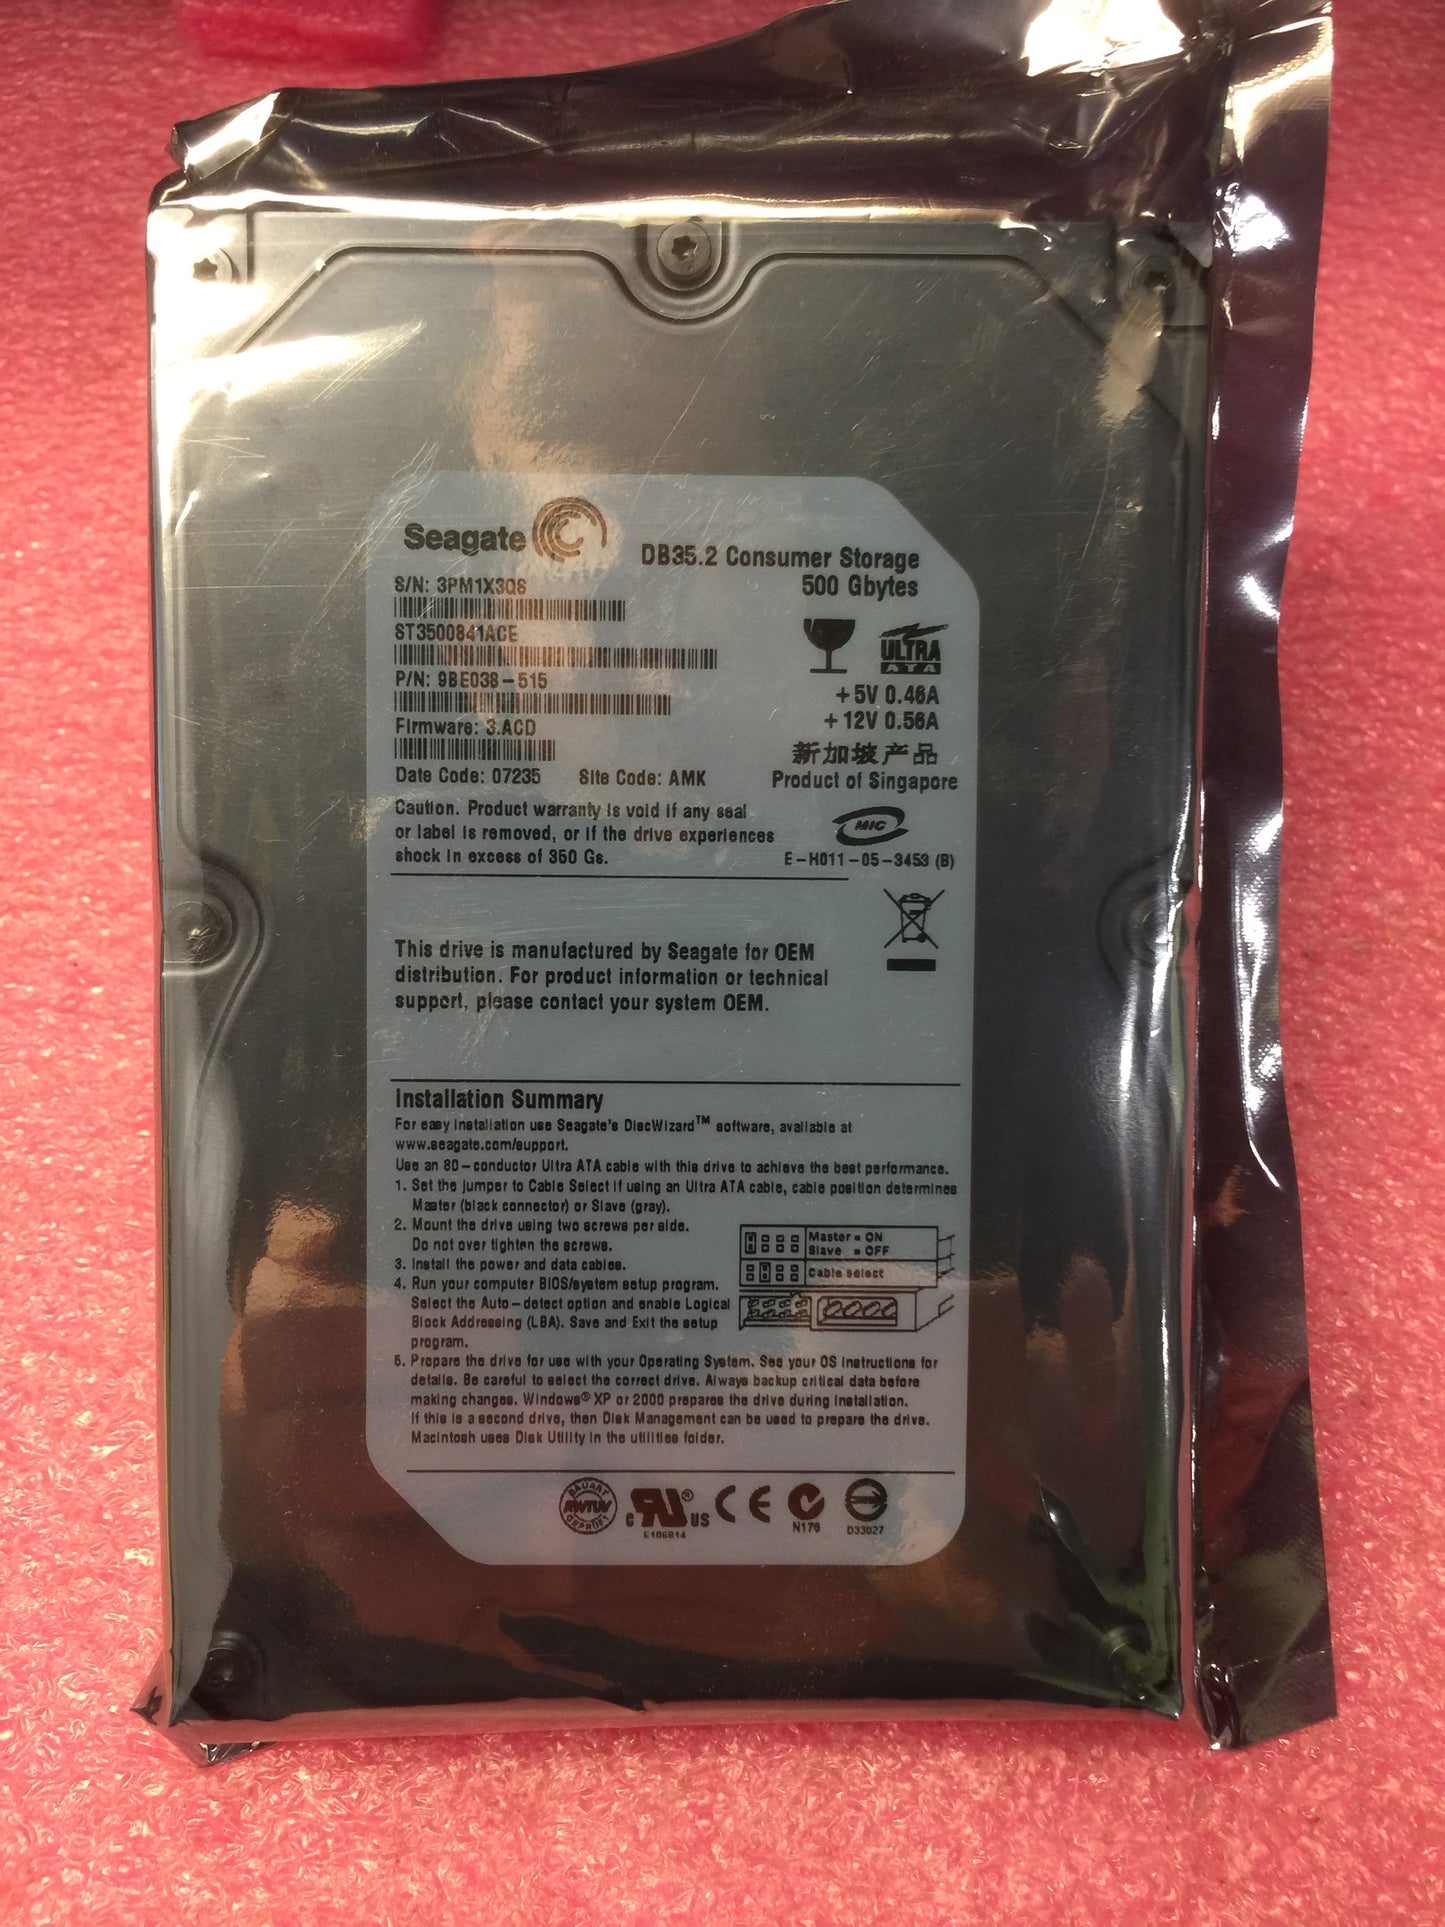 Seagate
DB35.2 Consumer Storage
500 Gbytes
S/N: 3PM1X3QS
ST3500841ACE
P/N: 9BE038-515
Firmware: 3.ACD
Date Code: 07235 Site Code: AMK
ULTRA
ATA
+5V 0.46A
+12V 0.56A
新加坡产品
Product of Singapore
Caution. Product warranty is void if any seal
or label is removed, or if the drive experiences
shock in excess of 350 Gs.
MIC
E-H011-05-3453 (B)
This drive is manufactured by Seagate for OEM
distribution. For product information or technical
support, please contact your system OEM.
Installation Summary
For easy installation use Seagate's DiscWizard™ software, available at
www.seagate.com/support.
Use an 80-conductor Ultra ATA cable with this drive to achieve the best performance.
1. Set the jumper to Cable Select if using an Ultra ATA cable, cable position determines
Master (black connector) or Slave (gray).
2. Mount the drive using two screws per side.
Do not over tighten the screws.
3. Install the power and data cables.
4. Run your computer BIOS/system setup program.
Select the Auto-detect option and enable Logical
Block Addressing (LBA). Save and Exit the setup
program.
Master = ON
Slave = OFF
Cable select
5. Prepare the drive for use with your Operating System. See your OS instructions for
details. Be careful to select the correct drive. Always backup critical data before
making changes. Windows® XP or 2000 prepares the drive during installation.
If this is a second drive, then Disk Management can be used to prepare the drive.
Macintosh uses Disk Utility in the utilities folder.
BAUART
RWTUV
GEPRÜFT
c RU® US
E106814
CE
N176
D33027